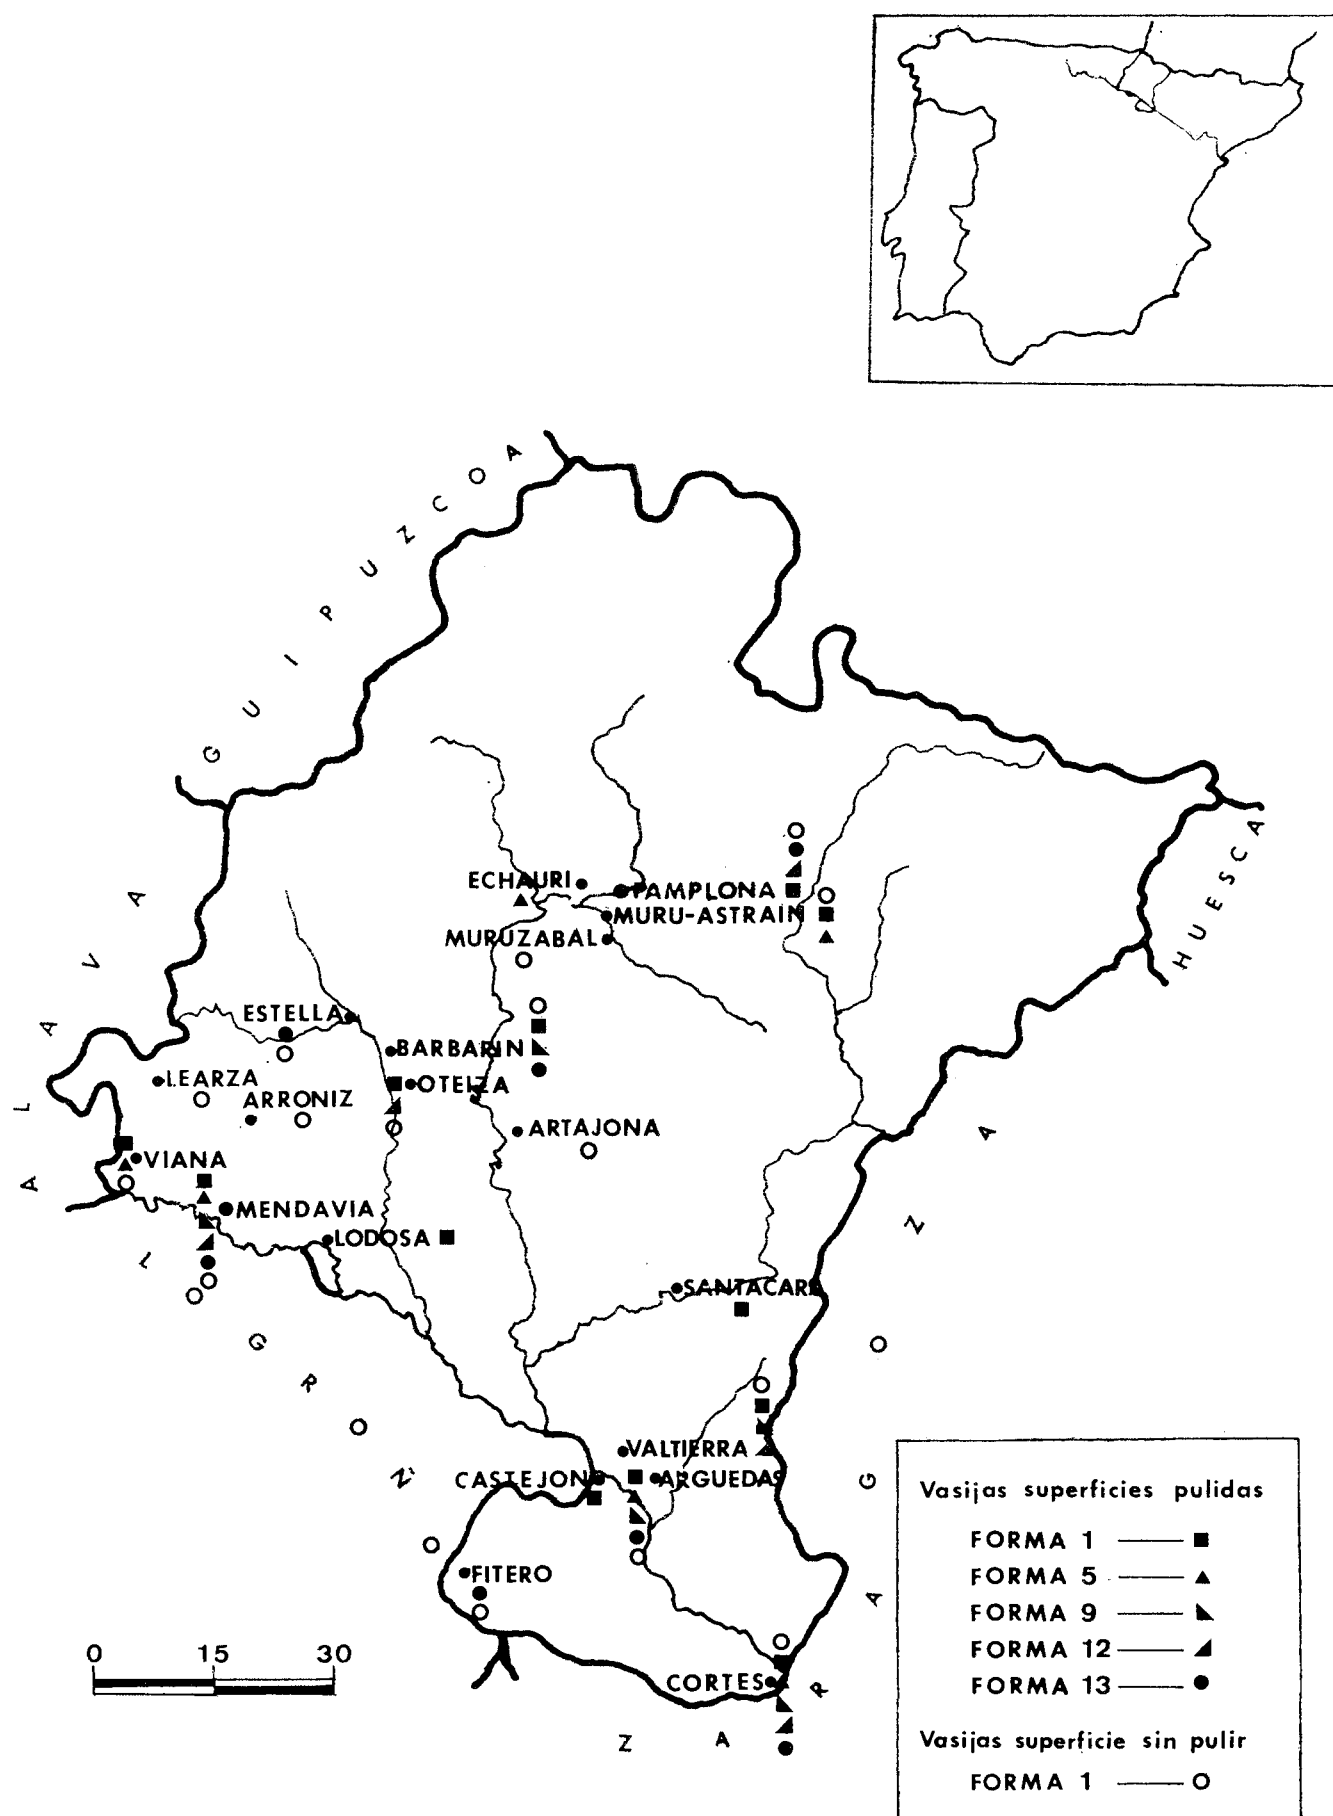 GUIPUZCOA
ALAVA
HUESCA
ECHAURI
PAMPLONA
MURU-ASTRAIN
MURUZABAL
ESTELLA
BARBARIN
LEARZA
OTEIZA
ARRONIZ
ARTAJONA
VIANA
MENDAVIA
LODOSA
SANTACARA
LOGROÑO
ZARAGOZA
VALTIERRA
CASTEJON
ARGUEDAS
FITERO
CORTES
0 15 30
Vasijas superficies pulidas
FORMA 1
FORMA 5
FORMA 9
FORMA 12
FORMA 13
Vasijas superficie sin pulir
FORMA 1